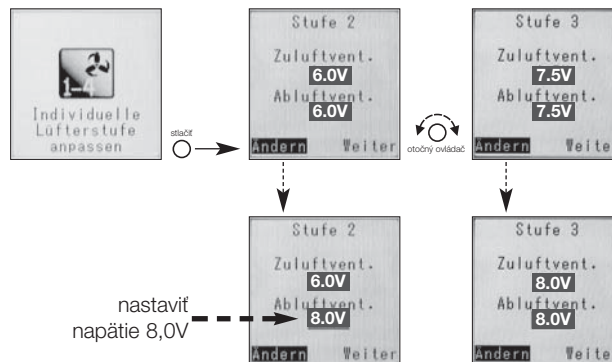 1-4
Individuelle
Lüfterstufe
anpassen
stlačiť
Stufe 2
Zuluftvent.
6.0V
Abluftvent.
6.0V
Ändern Weiter
otočný ovládač
Stufe 3
Zuluftvent.
7.5V
Abluftvent.
7.5V
Ändern Weite
nastaviť
napätie 8,0V
Stufe 2
Zuluftvent.
6.0V
Abluftvent.
8.0V
Ändern Weiter
Stufe 3
Zuluftvent.
8.0V
Abluftvent.
8.0V
Ändern Weite